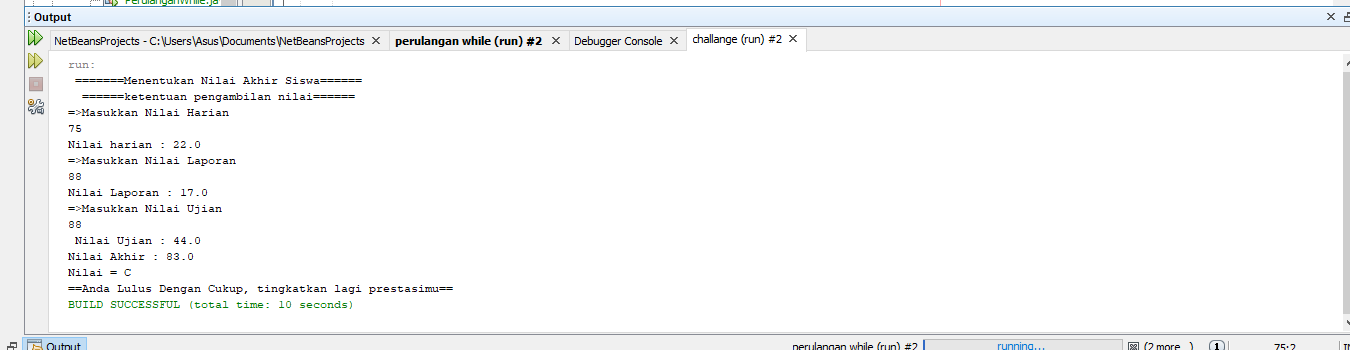 PerulanganWhile.ja
Output
NetBeansProjects - C:\Users\Asus\Documents\NetBeansProjects
perulangan while (run) #2
Debugger Console
challange (run) #2
run:
=======Menentukan Nilai Akhir Siswa======
======ketentuan pengambilan nilai======
=>Masukkan Nilai Harian
75
Nilai harian : 22.0
=>Masukkan Nilai Laporan
88
Nilai Laporan : 17.0
=>Masukkan Nilai Ujian
88
Nilai Ujian : 44.0
Nilai Akhir : 83.0
Nilai = C
==Anda Lulus Dengan Cukup, tingkatkan lagi prestasimu==
BUILD SUCCESSFUL (total time: 10 seconds)
Output
perulangan while (run) #2
running...
(2 more...)
1
75:2
IN